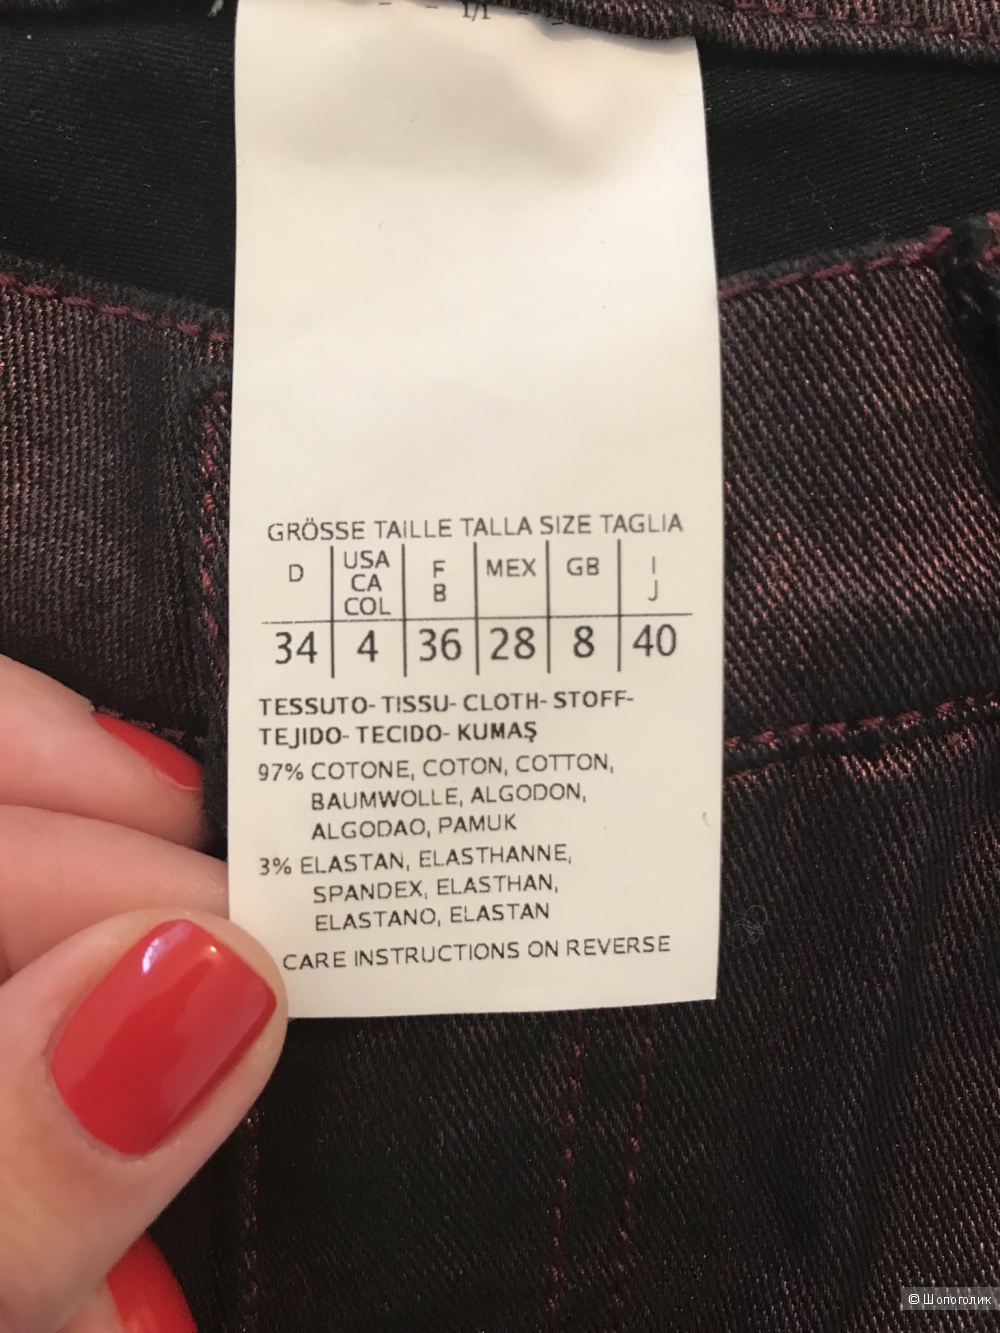 1/1
GRÖSSE TAILLE TALLA SIZE TAGLIA
D USA CA COL F B MEX GB I J
34 4 36 28 8 40
TESSUTO- TISSU- CLOTH- STOFF-
TEJIDO- TECIDO- KUMAŞ
97% COTONE, COTON, COTTON,
BAUMWOLLE, ALGODON,
ALGODAO, PAMUK
3% ELASTAN, ELASTHANNE,
SPANDEX, ELASTHAN,
ELASTANO, ELASTAN
CARE INSTRUCTIONS ON REVERSE
© Шопоголик